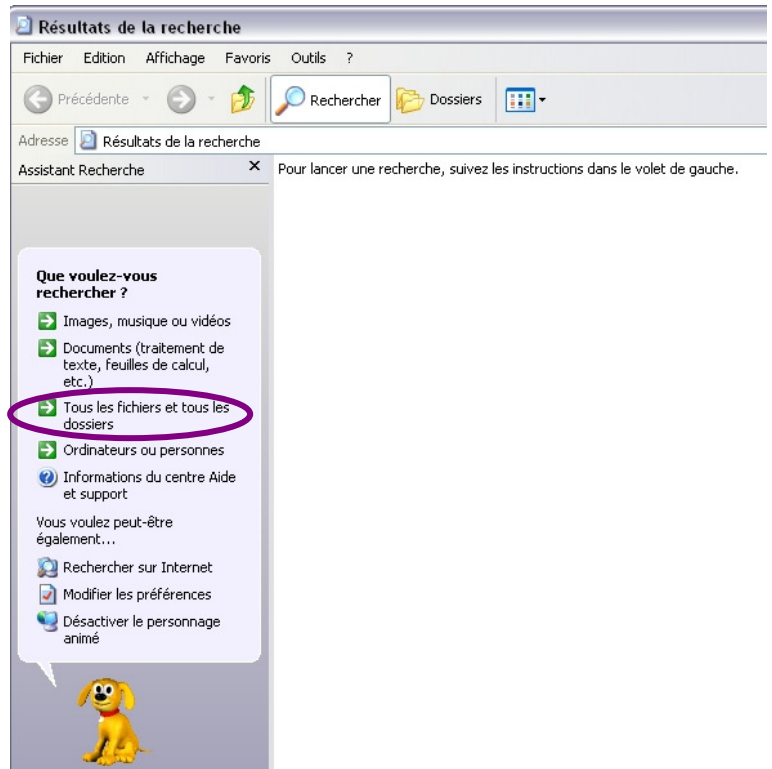 Résultats de la recherche
Fichier Edition Affichage Favoris Outils ?
Précédente Rechercher Dossiers
Adresse Résultats de la recherche
Assistant Recherche
Pour lancer une recherche, suivez les instructions dans le volet de gauche.
Que voulez-vous
rechercher ?
Images, musique ou vidéos
Documents (traitement de
texte, feuilles de calcul,
etc.)
Tous les fichiers et tous les
dossiers
Ordinateurs ou personnes
Informations du centre Aide
et support
Vous voulez peut-être
également...
Rechercher sur Internet
Modifier les préférences
Désactiver le personnage
animé